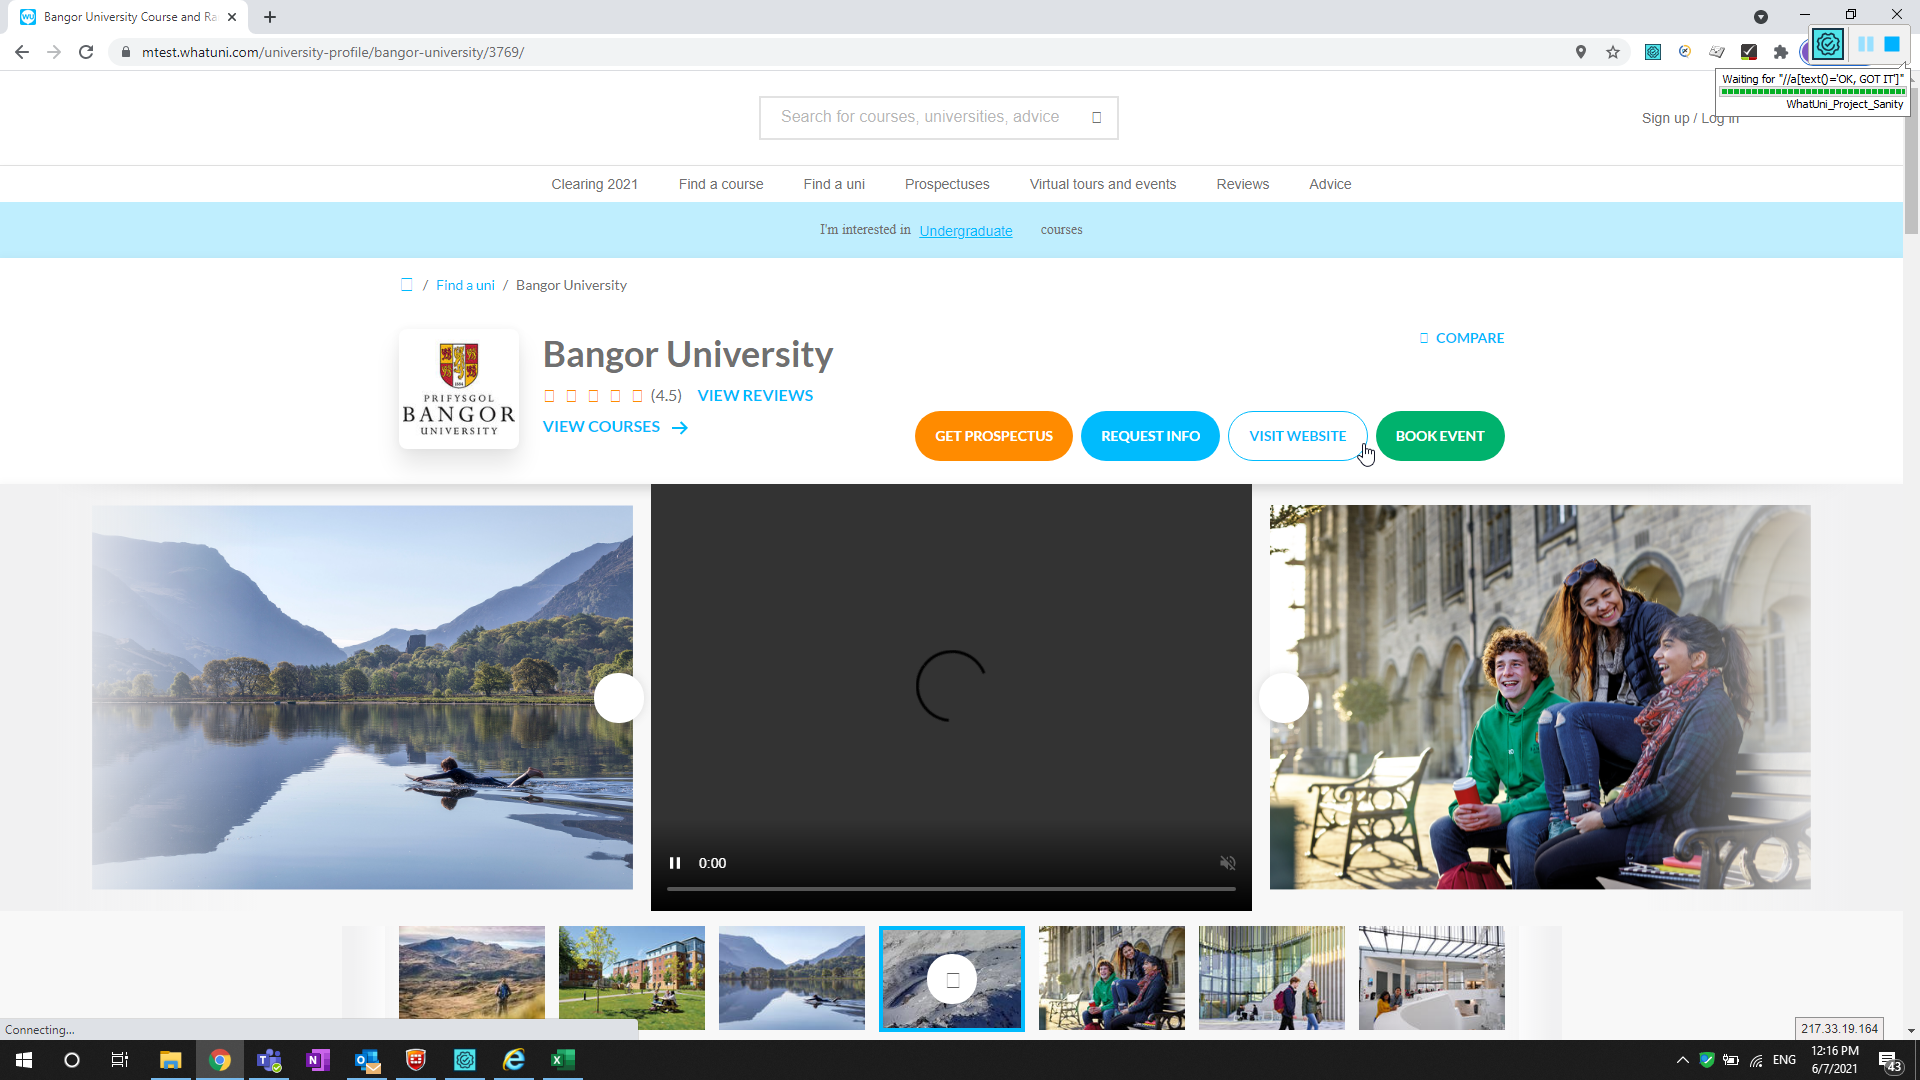 Bangor University Course and Ra
mtest.whatuni.com/university-profile/bangor-university/3769/
Waiting for "//a[text()='OK, GOT IT']"
WhatUni_Project_Sanity
Search for courses, universities, advice
Sign up / Log in
Clearing 2021
Find a course
Find a uni
Prospectuses
Virtual tours and events
Reviews
Advice
I'm interested in Undergraduate courses
/ Find a uni / Bangor University
PRIFYSGOL
BANGOR
UNIVERSITY
Bangor University
COMPARE
(4.5) VIEW REVIEWS
VIEW COURSES
GET PROSPECTUS
REQUEST INFO
VISIT WEBSITE
BOOK EVENT
0:00
Connecting...
217.33.19.164
ENG
12:16 PM
6/7/2021
43